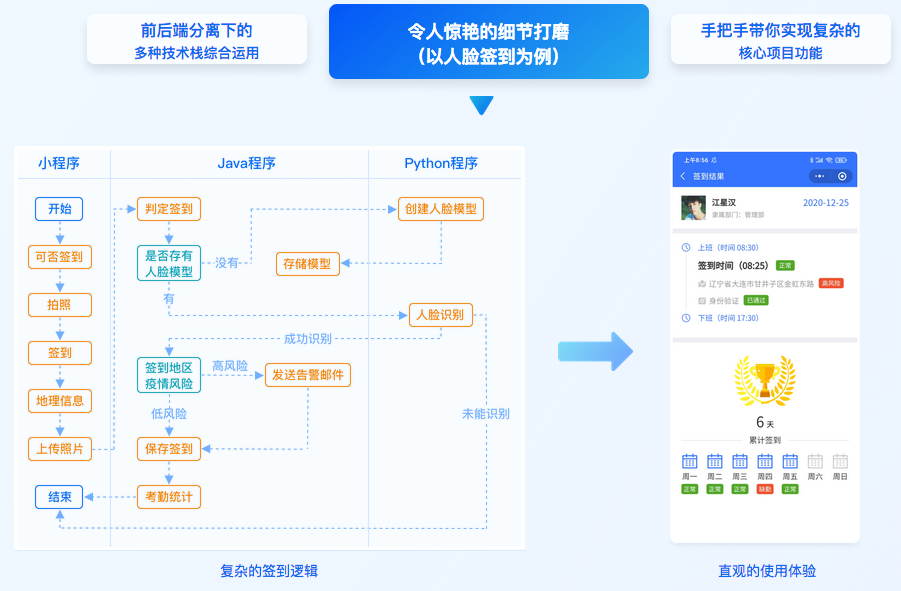 前后端分离下的
多种技术栈综合运用
令人惊艳的细节打磨
（以人脸签到为例）
手把手带你实现复杂的
核心项目功能
小程序
Java程序
Python程序
开始
可否签到
拍照
签到
地理信息
上传照片
结束
判定签到
是否存有
人脸模型
没有
有
存储模型
创建人脸模型
人脸识别
成功识别
签到地区
疫情风险
高风险
发送告警邮件
低风险
未能识别
保存签到
考勤统计
复杂的签到逻辑
上午8:56
签到结果
江星汉
2020-12-25
隶属部门：管理部
上班（时间 08:30）
签到时间（08:25） 正常
辽宁省大连市甘井子区金虹东路 高风险
身份验证 已通过
下班（时间 17:30）
6 天
累计签到
周一 周二 周三 周四 周五 周六 周日
正常 正常 正常 缺勤 正常
直观的使用体验